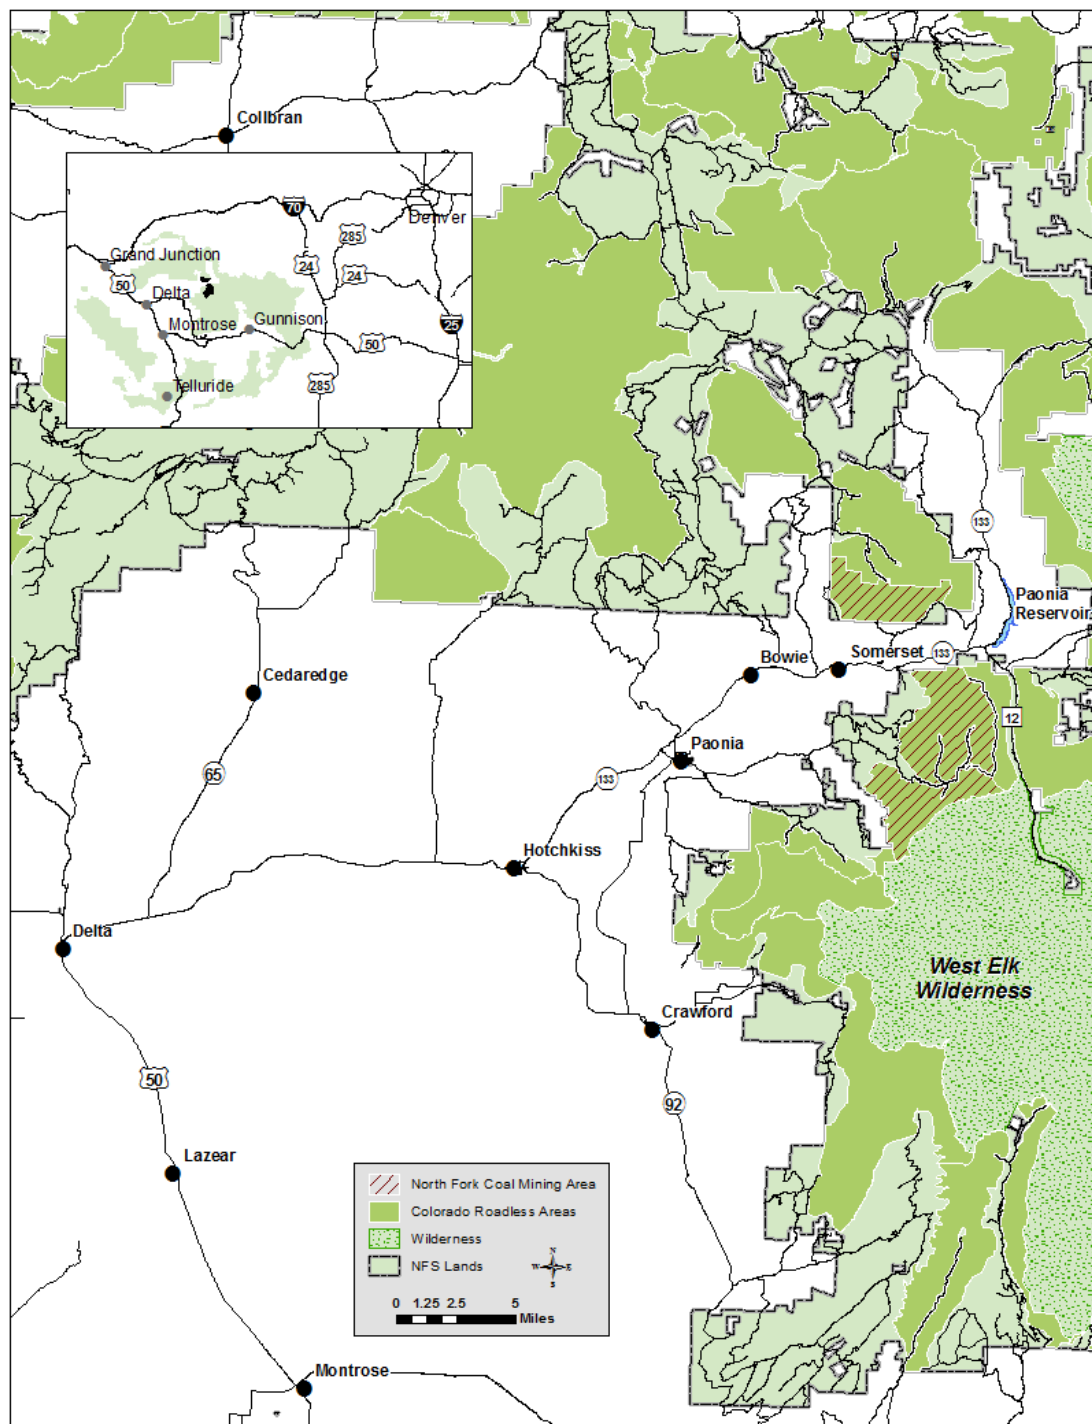 Collbran
70
Denver
285
Grand Junction
24
24
50
Delta
25
Montrose
Gunnison
50
Telluride
285
133
Paonia
Reservoir
Bowie
Somerset
133
Cedaredge
12
Paonia
65
133
Hotchkiss
Delta
West Elk
Wilderness
Crawford
50
92
Lazear
North Fork Coal Mining Area
Colorado Roadless Areas
Wilderness
NFS Lands
N
W E
S
0 1.25 2.5 5
Miles
Montrose